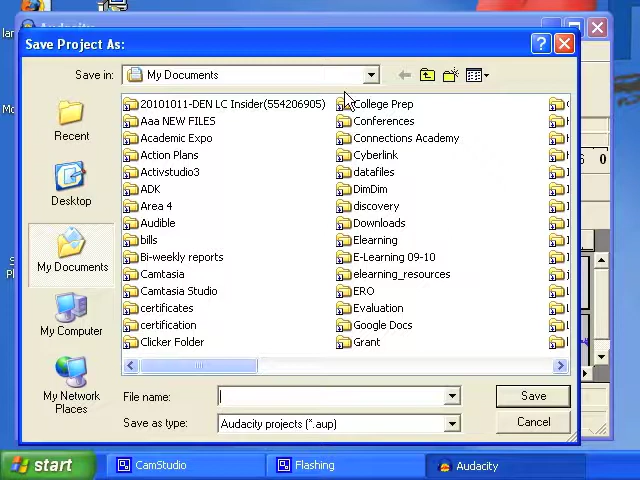 Audacity
Save Project As:
Save in:
My Documents
Recent
Desktop
My Documents
My Computer
My Network
Places
20101011-DEN LC Insider(554206905)
Aaa NEW FILES
Academic Expo
Action Plans
Activstudio3
ADK
Area 4
Audible
bills
Bi-weekly reports
Camtasia
Camtasia Studio
certificates
certification
Clicker Folder
College Prep
Conferences
Connections Academy
Cyberlink
datafiles
DimDim
discovery
Downloads
Elearning
E-Learning 09-10
elearning_resources
ERO
Evaluation
Google Docs
Grant
File name:
Save
Save as type:
Audacity projects (*.aup)
Cancel
start
CamStudio
Flashing
Audacity